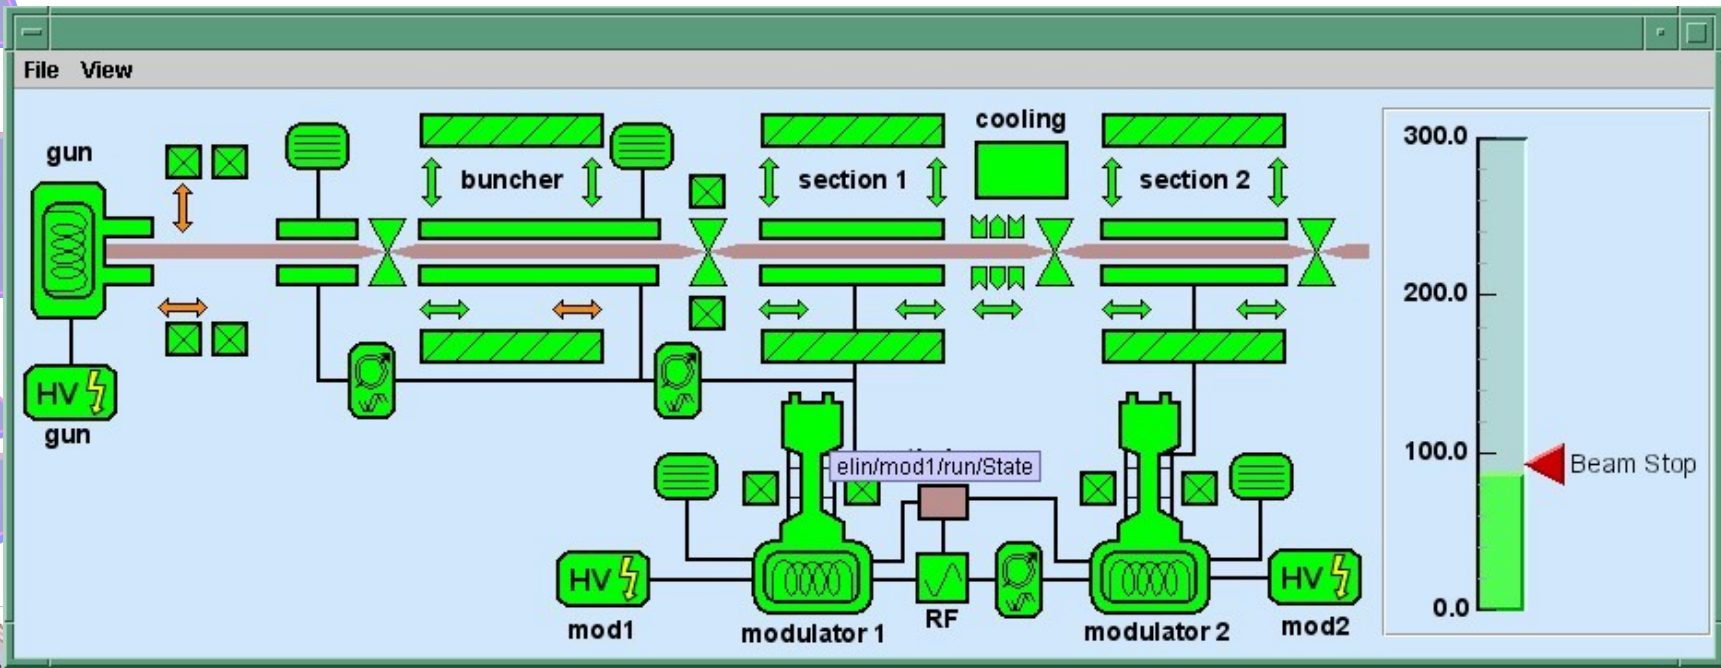 File View
cooling
300.0
gun
buncher
section 1
section 2
200.0
HV
gun
100.0
Beam Stop
elin/mod1/run/State
HV
HV
0.0
RF
mod1
modulator 1
modulator 2
mod2